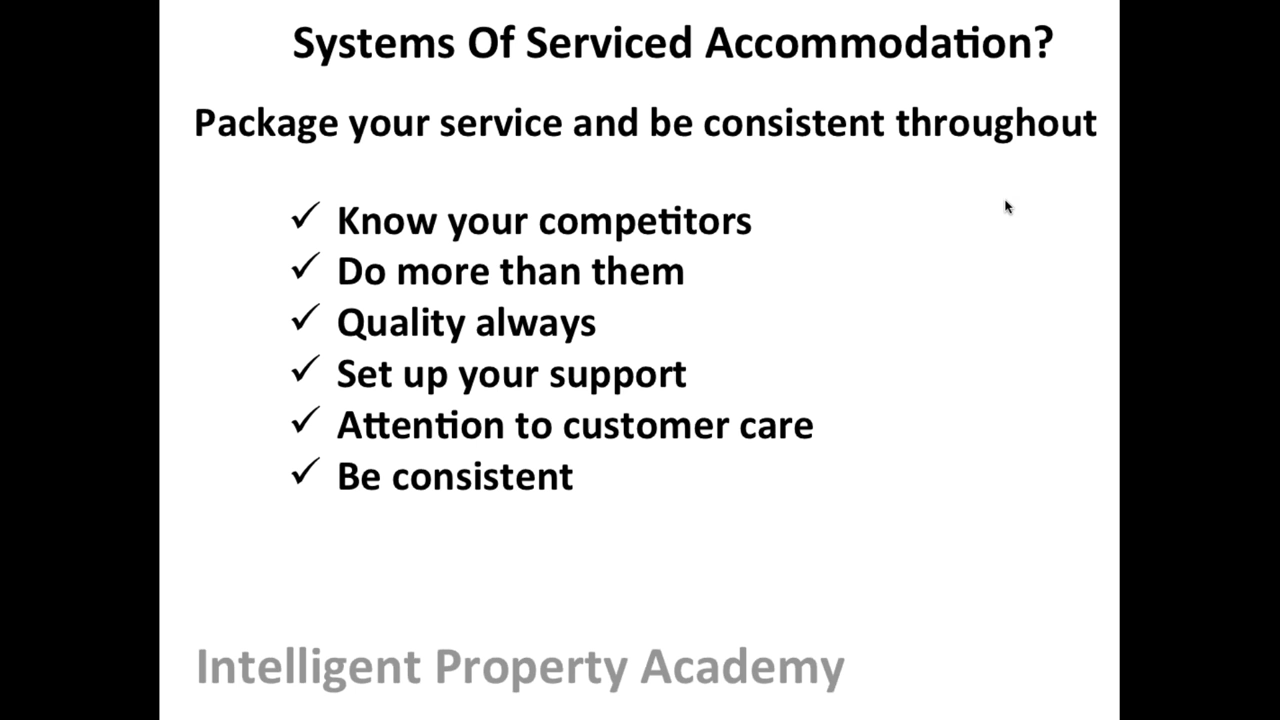 Systems Of Serviced Accommodation?
Package your service and be consistent throughout
✓ Know your competitors
✓ Do more than them
✓ Quality always
✓ Set up your support
✓ Attention to customer care
✓ Be consistent
Intelligent Property Academy